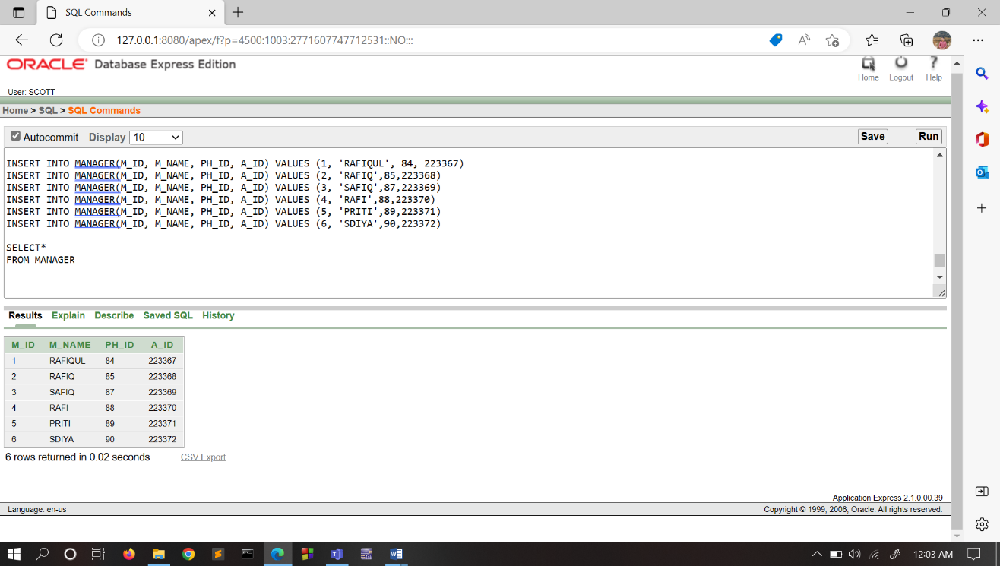 SQL Commands
127.0.0.1:8080/apex/f?p=4500:1003:2771607747712531::NO:::
ORACLE Database Express Edition
Home Logout Help
User: SCOTT
Home > SQL > SQL Commands
Autocommit Display 10 Save Run
INSERT INTO MANAGER(M_ID, M_NAME, PH_ID, A_ID) VALUES (1, 'RAFIQUL', 84, 223367)
INSERT INTO MANAGER(M_ID, M_NAME, PH_ID, A_ID) VALUES (2, 'RAFIQ',85,223368)
INSERT INTO MANAGER(M_ID, M_NAME, PH_ID, A_ID) VALUES (3, 'SAFIQ',87,223369)
INSERT INTO MANAGER(M_ID, M_NAME, PH_ID, A_ID) VALUES (4, 'RAFI',88,223370)
INSERT INTO MANAGER(M_ID, M_NAME, PH_ID, A_ID) VALUES (5, 'PRITI',89,223371)
INSERT INTO MANAGER(M_ID, M_NAME, PH_ID, A_ID) VALUES (6, 'SDIYA',90,223372)
SELECT*
FROM MANAGER
Results Explain Describe Saved SQL History
M_ID M_NAME PH_ID A_ID
1 RAFIQUL 84 223367
2 RAFIQ 85 223368
3 SAFIQ 87 223369
4 RAFI 88 223370
5 PRITI 89 223371
6 SDIYA 90 223372
6 rows returned in 0.02 seconds CSV Export
Application Express 2.1.0.00.39
Language: en-us Copyright © 1999, 2006, Oracle. All rights reserved.
12:03 AM